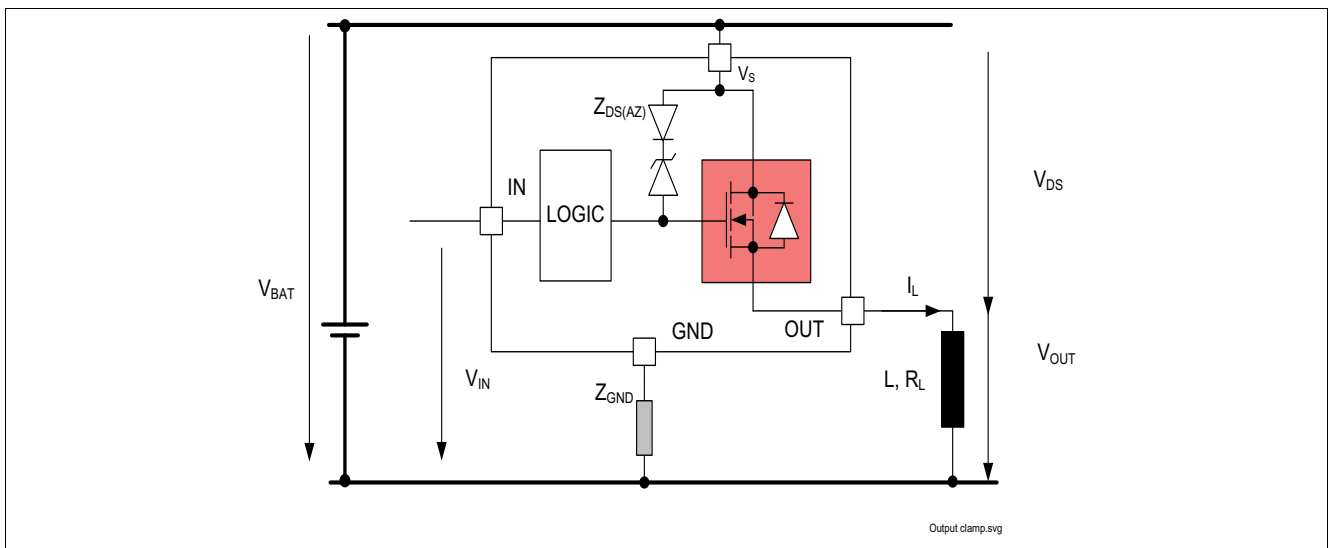 VS
ZDS(AZ)
VDS
IN
LOGIC
VBAT
IL
GND
OUT
VOUT
VIN
L, RL
ZGND
Output clamp.svg